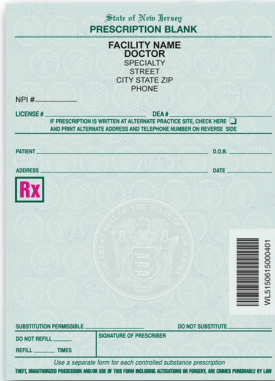 State of New Jersey
PRESCRIPTION BLANK
FACILITY NAME
DOCTOR
SPECIALTY
STREET
CITY STATE ZIP
PHONE
NPI #
LICENSE # DEA #
IF PRESCRIPTION IS WRITTEN AT ALTERNATE PRACTICE SITE, CHECK HERE
AND PRINT ALTERNATE ADDRESS AND TELEPHONE NUMBER ON REVERSE SIDE
PATIENT D.O.B.
ADDRESS DATE
Rx
WL5150615000401
SUBSTITUTION PERMISSIBLE DO NOT SUBSTITUTE
DO NOT REFILL SIGNATURE OF PRESCRIBER
REFILL TIMES
Use a separate form for each controlled substance prescription
THEFT, UNAUTHORIZED POSSESSION AND/OR USE OF THIS FORM INCLUDING ALTERATIONS OR FORGERY, ARE CRIMES PUNISHABLE BY LAW